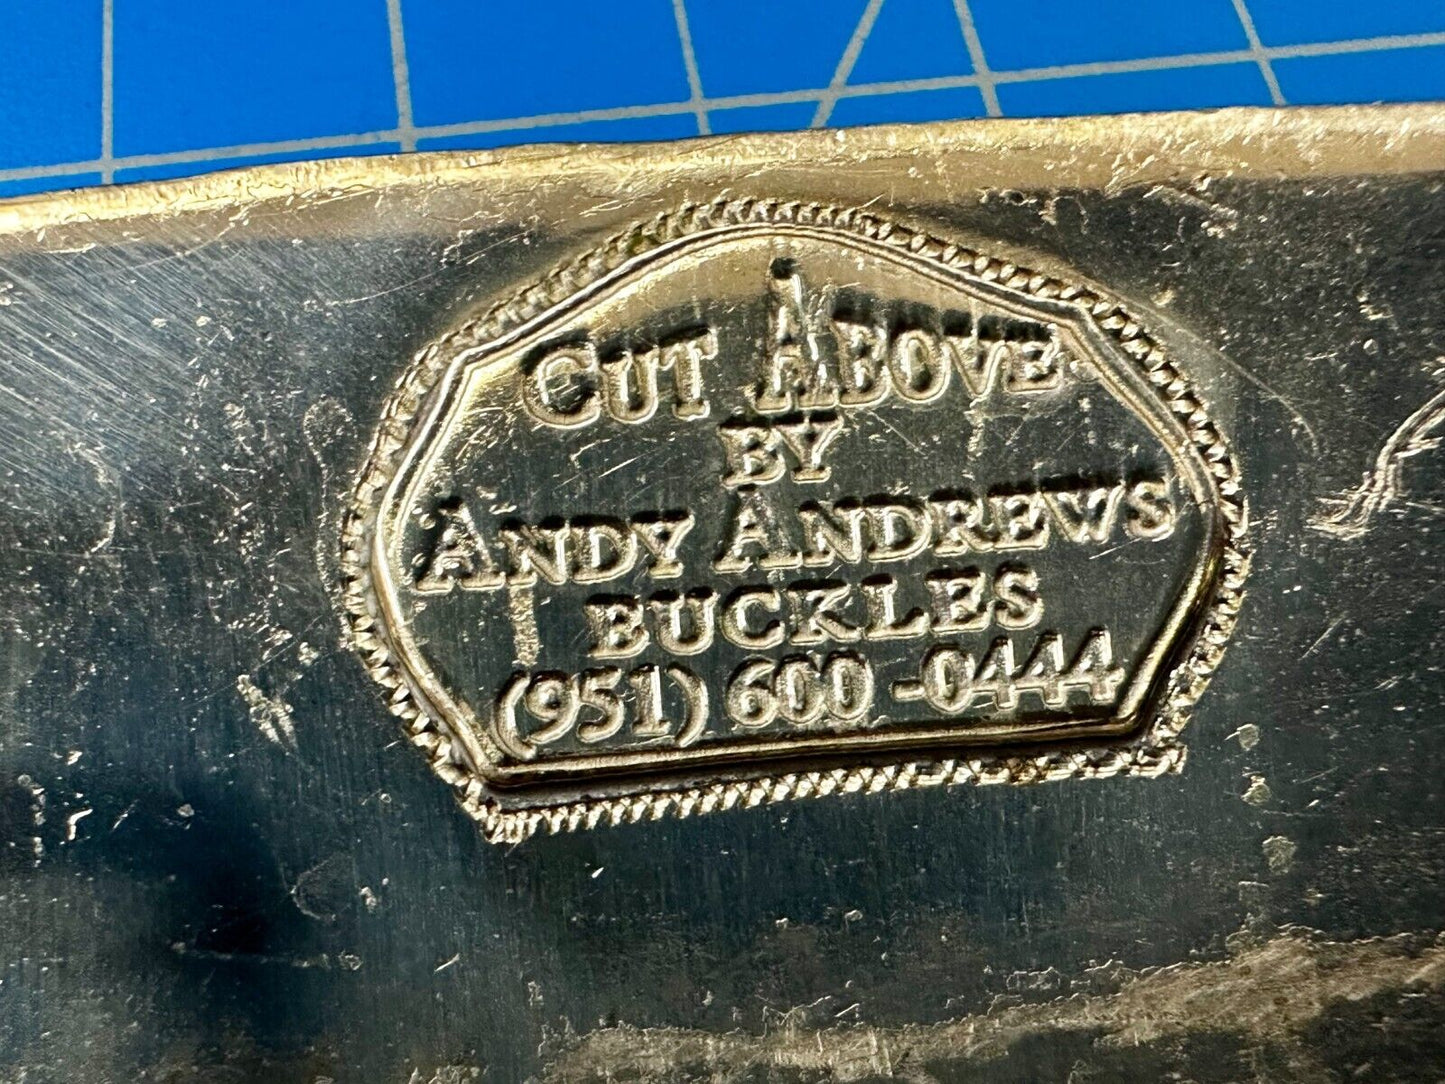 CUT ABOVE
BY
ANDY ANDREWS
BUCKLES
(951) 600-0444